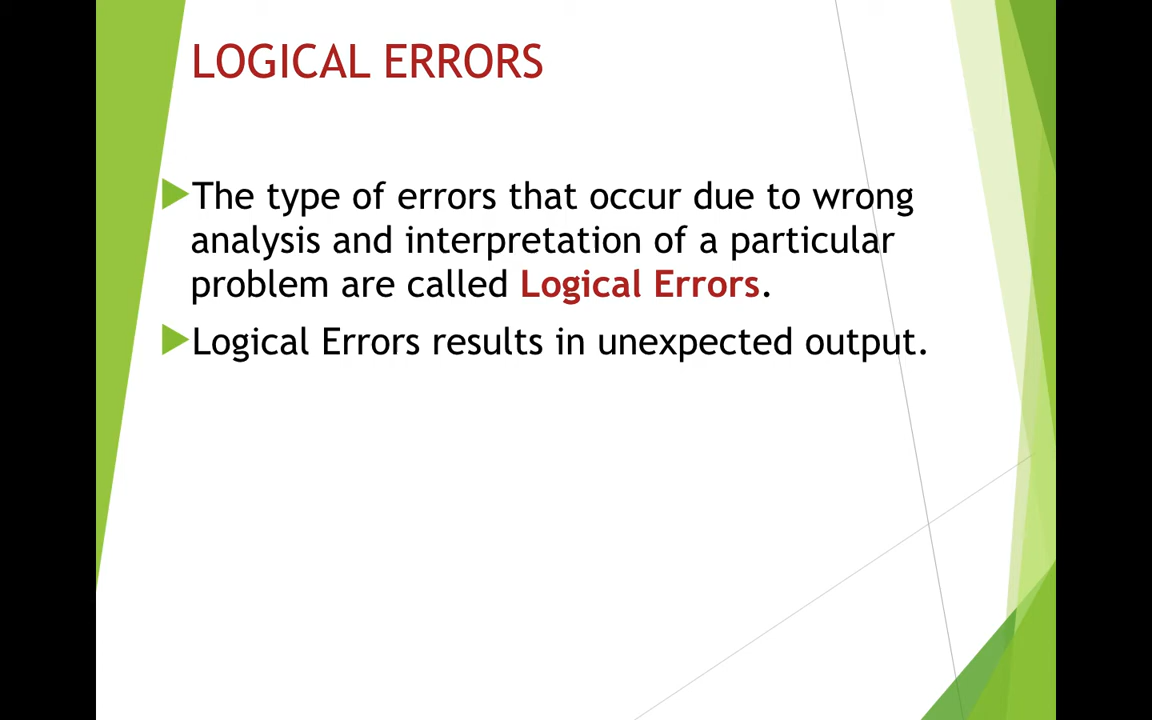 LOGICAL ERRORS
The type of errors that occur due to wrong
analysis and interpretation of a particular
problem are called Logical Errors.
Logical Errors results in unexpected output.